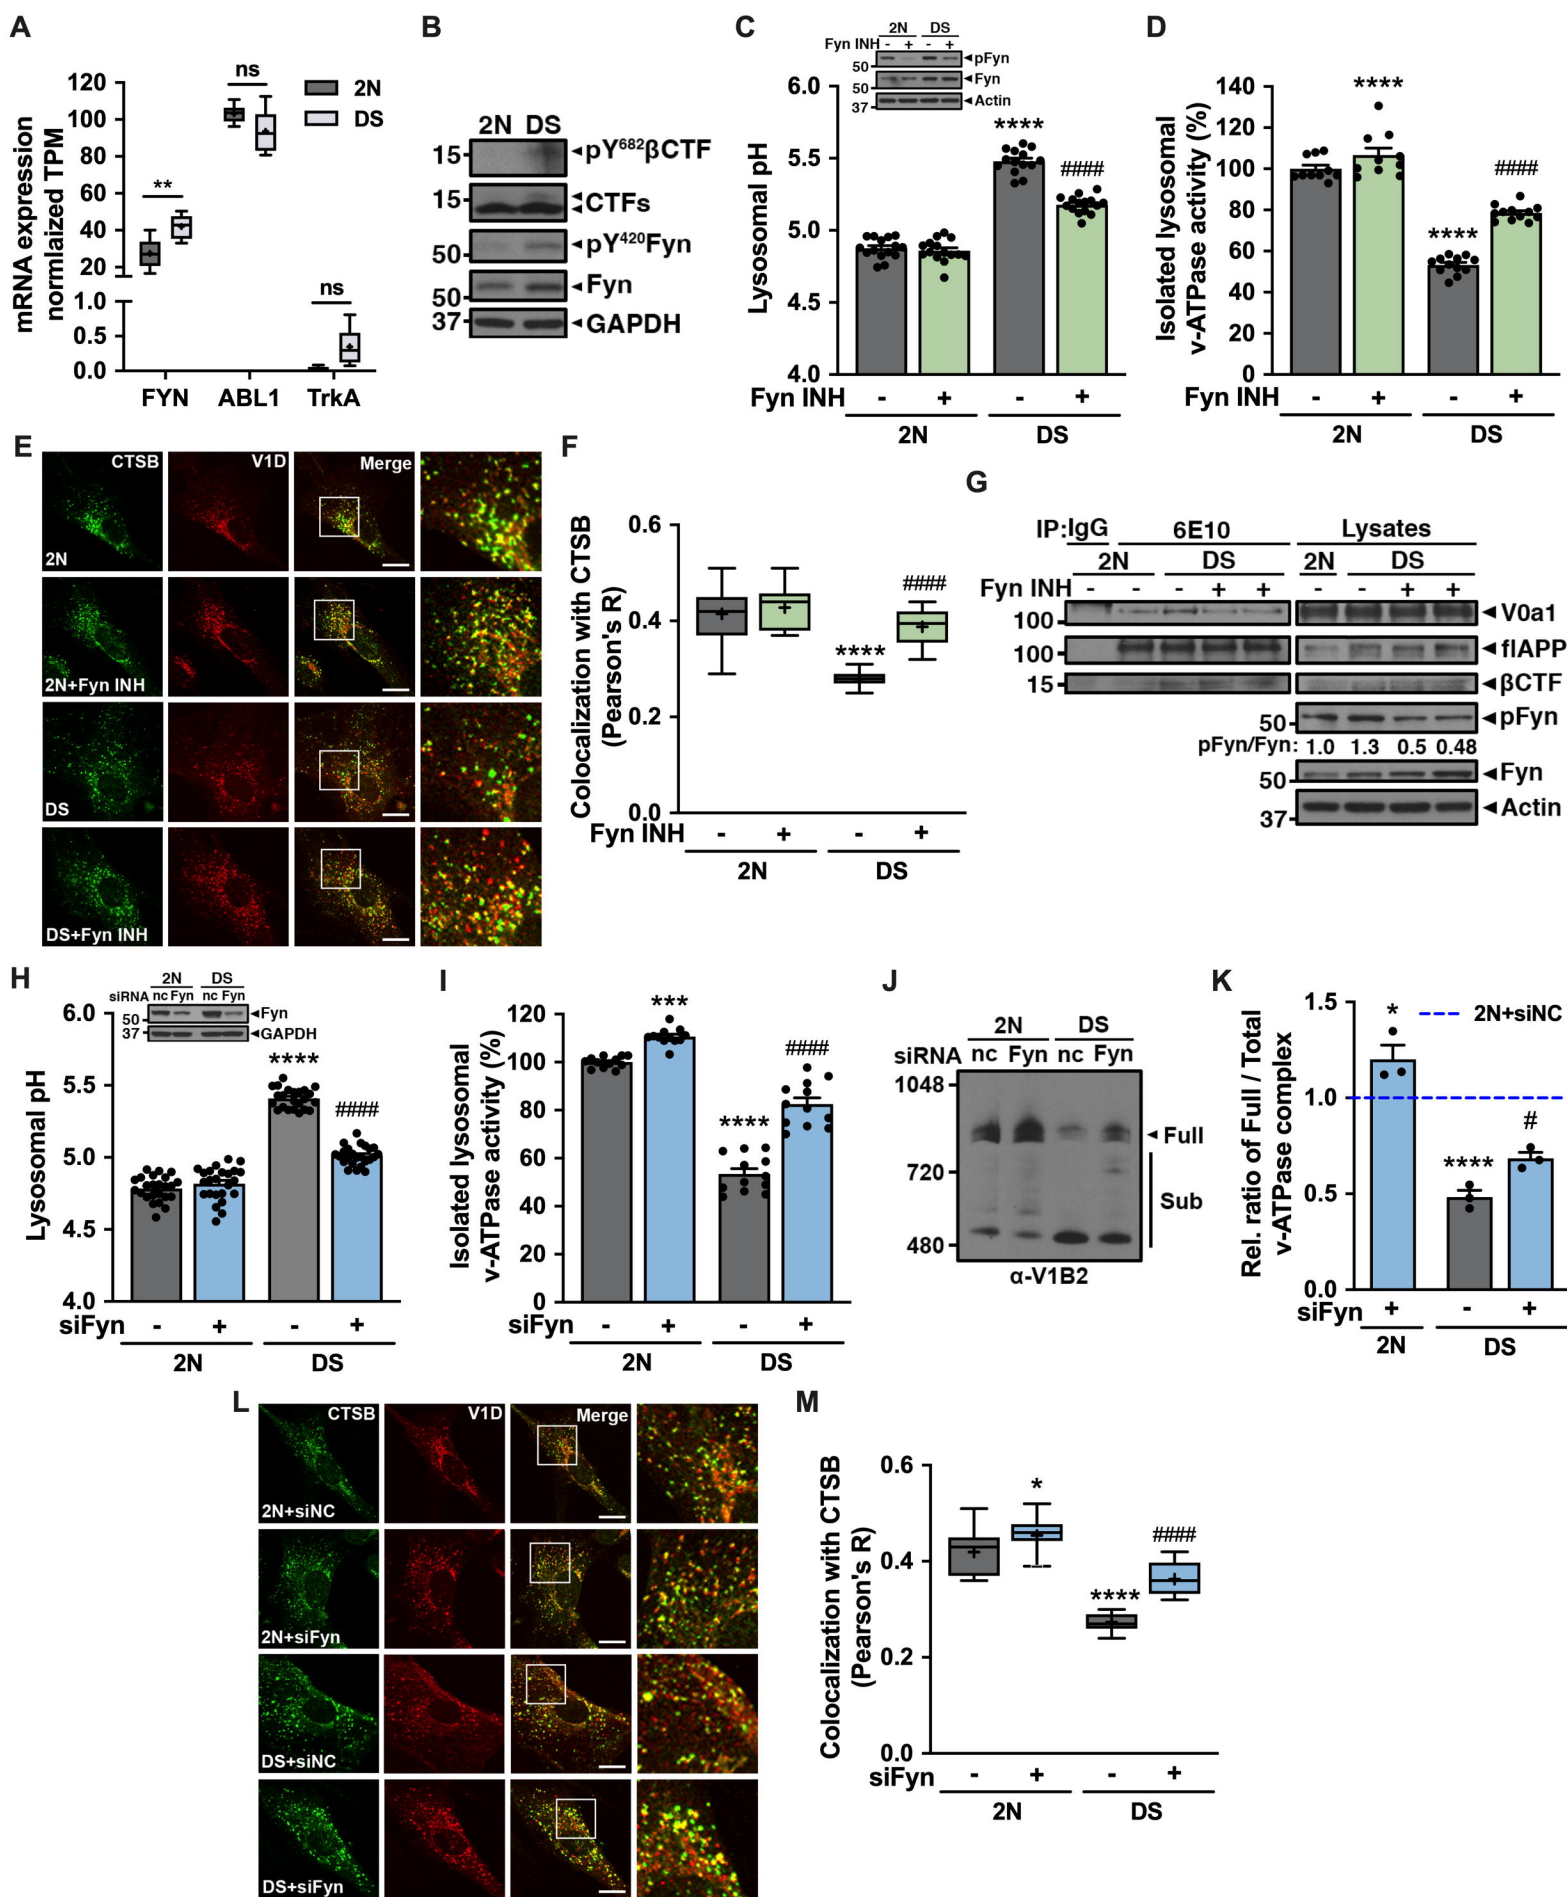 A
mRNA expression
normlaized TPM
120
100
80
60
40
20
1.0
0.5
0.0
**
ns
ns
2N
DS
FYN ABL1 TrkA
B
2N DS
15 pY682βCTF
15 CTFs
50 pY420Fyn
50 Fyn
37 GAPDH
C
2N DS
Fyn INH - + - +
50 pFyn
50 Fyn
37 Actin
Lysosomal pH
6.0
5.5
5.0
4.5
4.0
****
####
Fyn INH - + - +
2N DS
D
Isolated lysosomal
v-ATPase activity (%)
140
120
100
80
60
40
20
0
****
****
####
Fyn INH - + - +
2N DS
E
CTSB V1D Merge
2N
2N+Fyn INH
DS
DS+Fyn INH
F
Colocalization with CTSB
(Pearson's R)
0.6
0.4
0.2
0.0
****
####
Fyn INH - + - +
2N DS
G
IP: IgG 6E10 Lysates
2N DS 2N DS
Fyn INH - - - + + - - + +
100 V0a1
100 flAPP
15 βCTF
50 pFyn
pFyn/Fyn: 1.0 1.3 0.5 0.48
50 Fyn
37 Actin
H
2N DS
siRNA nc Fyn nc Fyn
50 Fyn
37 GAPDH
Lysosomal pH
6.0
5.5
5.0
4.5
4.0
****
####
siFyn - + - +
2N DS
I
Isolated lysosomal
v-ATPase activity (%)
120
100
80
60
40
20
0
***
****
####
siFyn - + - +
2N DS
J
2N DS
siRNA nc Fyn nc Fyn
1048
720
480
Full
Sub
α-V1B2
K
Rel. ratio of Full / Total
v-ATPase complex
1.5
1.0
0.5
0.0
2N+siNC
*
****
#
siFyn + - +
2N DS
L
CTSB V1D Merge
2N+siNC
2N+siFyn
DS+siNC
DS+siFyn
M
Colocalization with CTSB
(Pearson's R)
0.6
0.4
0.2
0.0
*
****
####
siFyn - + - +
2N DS